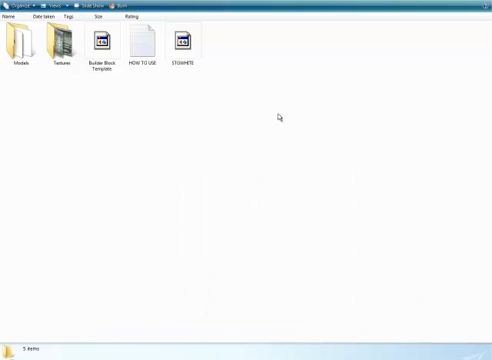 Organize Views Slide Show Burn
Name Date taken Tags Size Rating
Models Textures Builder Block Template HOW TO USE STGWHITE
5 items